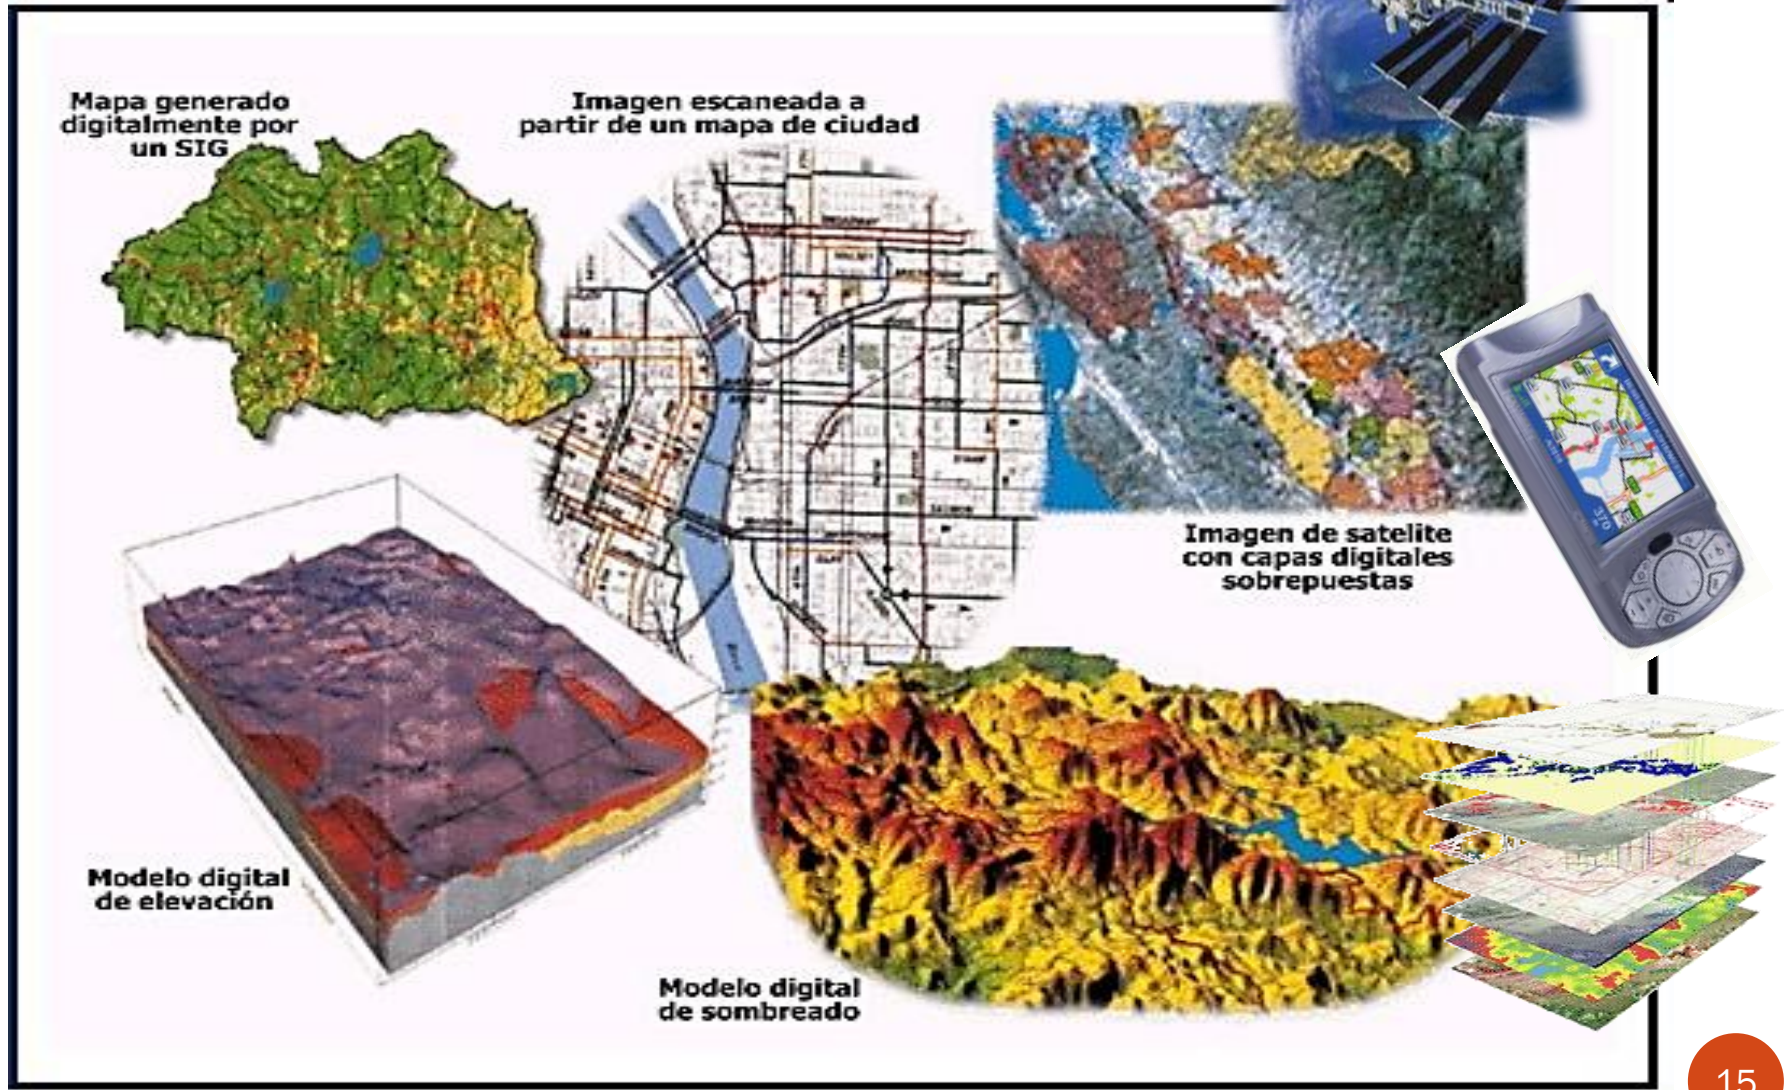 Mapa generado
digitalmente por
un SIG
Imagen escaneada a
partir de un mapa de ciudad
Imagen de satelite
con capas digitales
sobrepuestas
370
Modelo digital
de elevación
Modelo digital
de sombreado
15